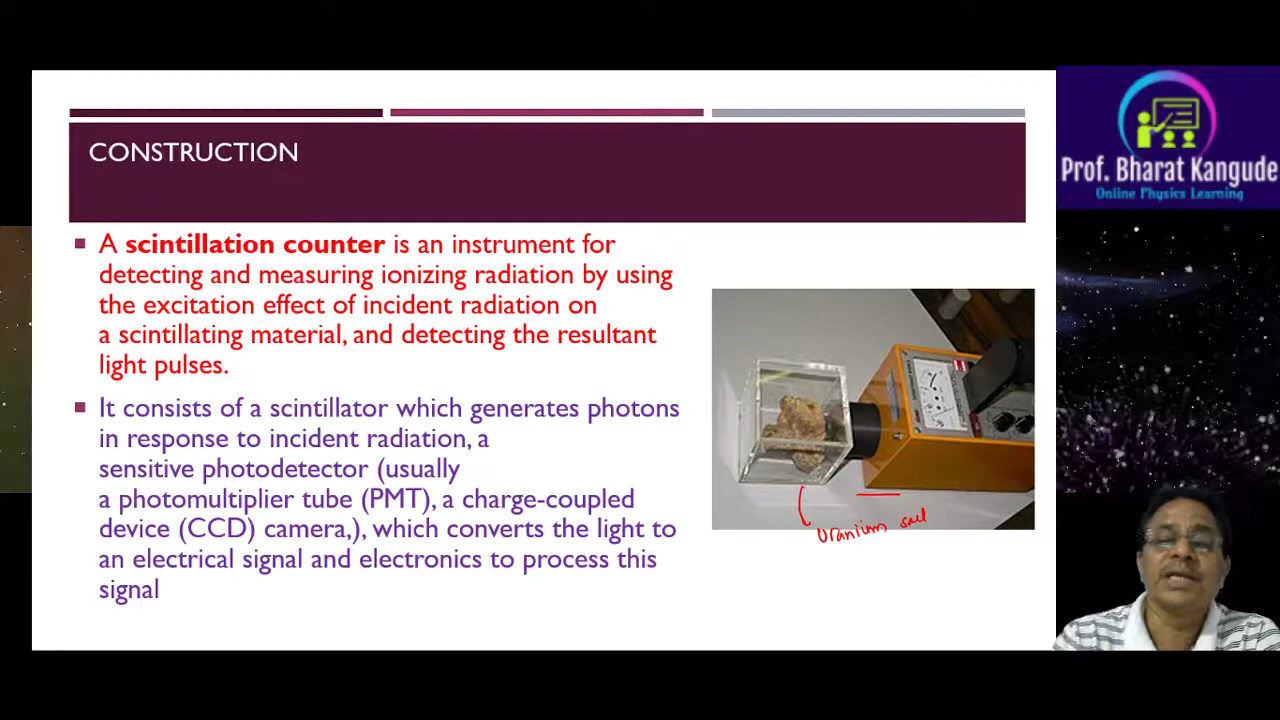 CONSTRUCTION
Prof. Bharat Kangude
Online Physics Learning
A scintillation counter is an instrument for
detecting and measuring ionizing radiation by using
the excitation effect of incident radiation on
a scintillating material, and detecting the resultant
light pulses.
It consists of a scintillator which generates photons
in response to incident radiation, a
sensitive photodetector (usually
a photomultiplier tube (PMT), a charge-coupled
device (CCD) camera,), which converts the light to
an electrical signal and electronics to process this
signal
Uranium